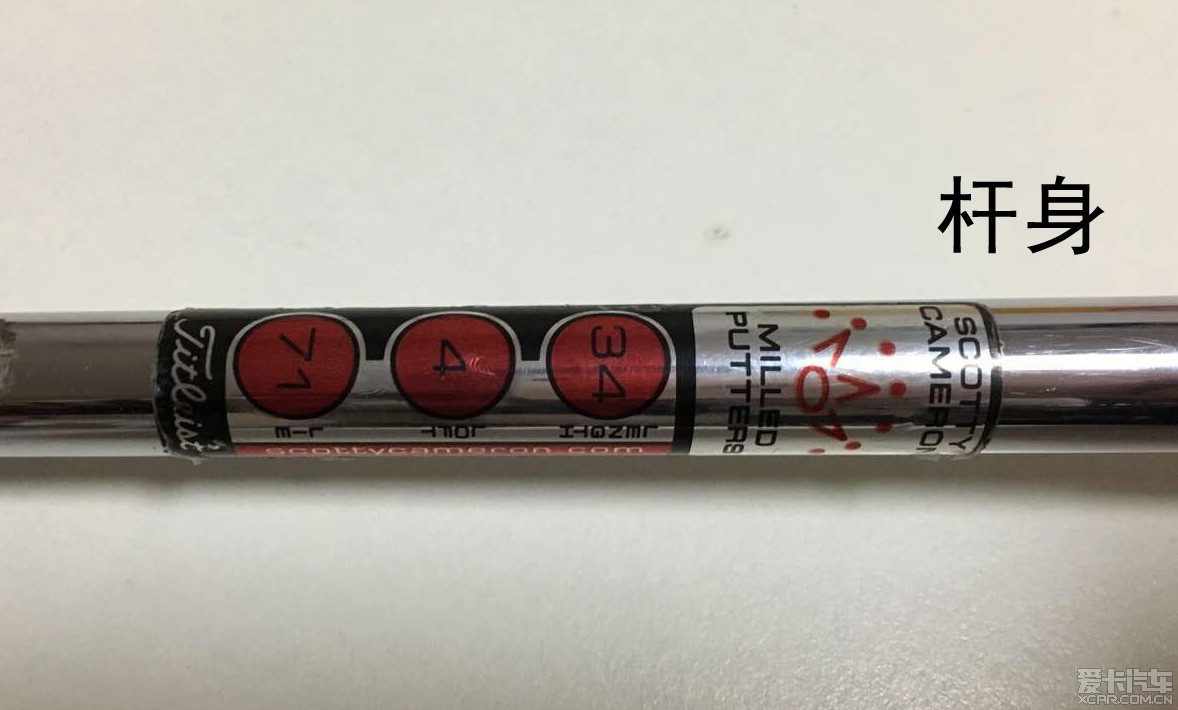 杆身
SCOTTY
CAMERON
MILLED
PUTTERS
34
LENGTH
4
LOFT
71
LIE
Titleist
scottycameron.com
爱卡汽车
XCAR.COM.CN